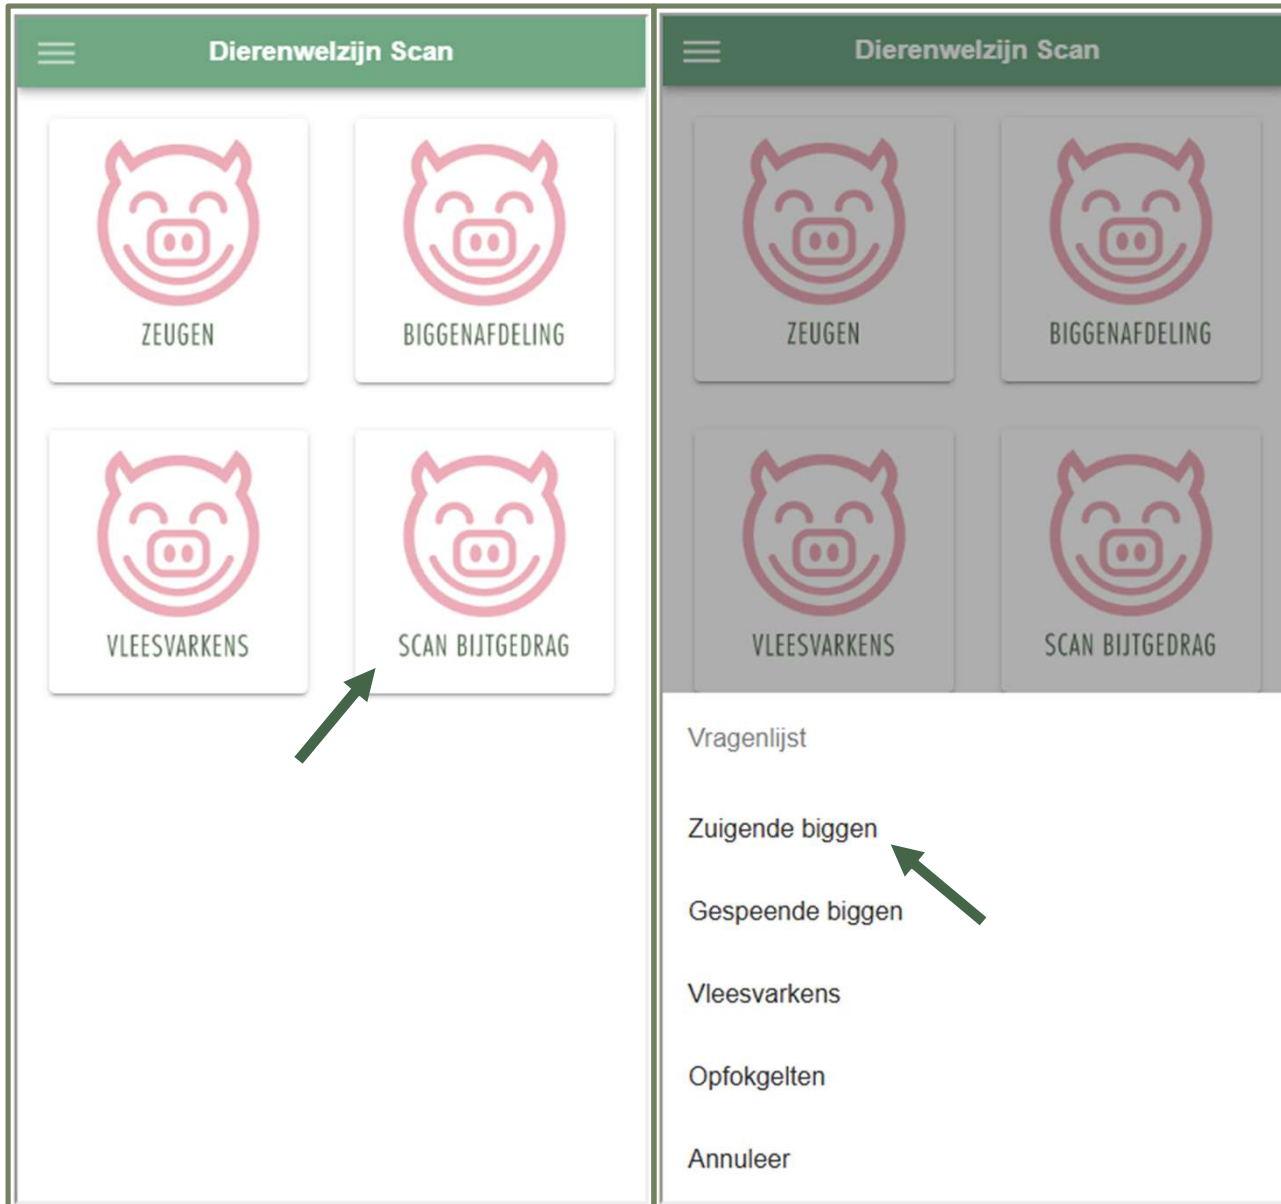 Dierenwelzijn Scan
ZEUGEN
BIGGENAFDELING
VLEESVARKENS
SCAN BIJTGEDRAG
Dierenwelzijn Scan
ZEUGEN
BIGGENAFDELING
VLEESVARKENS
SCAN BIJTGEDRAG
Vragenlijst
Zuigende biggen
Gespeende biggen
Vleesvarkens
Opfokgelten
Annuleer